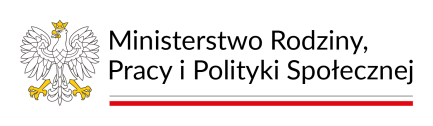 Ministerstwo Rodziny,
Pracy i Polityki Społecznej